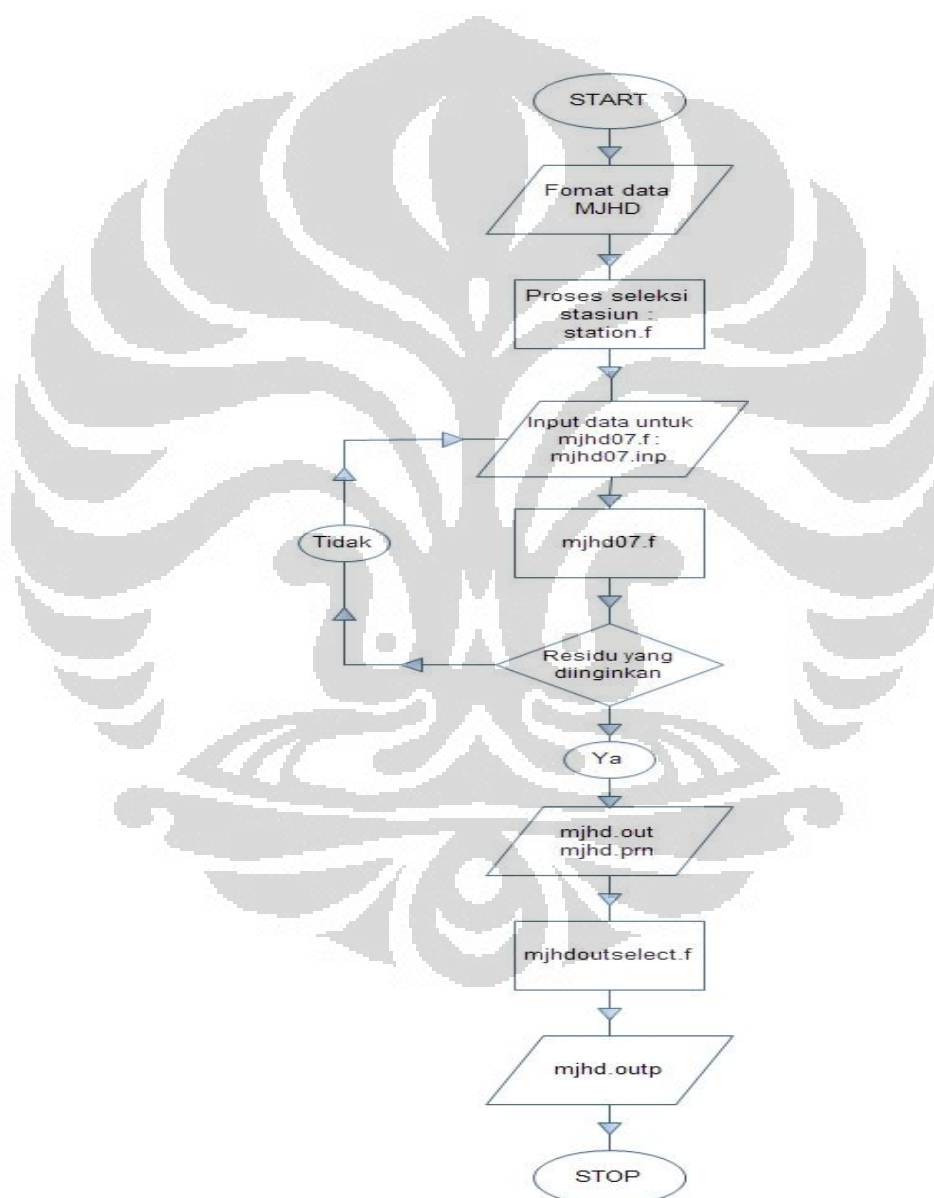 START
Fomat data
MJHD
Proses seleksi
stasiun :
station.f
Input data untuk
mjhd07.f :
mjhd07.inp
mjhd07.f
Tidak
Residu yang
diinginkan
Ya
mjhd.out
mjhd.prn
mjhdoutselect.f
mjhd.outp
STOP